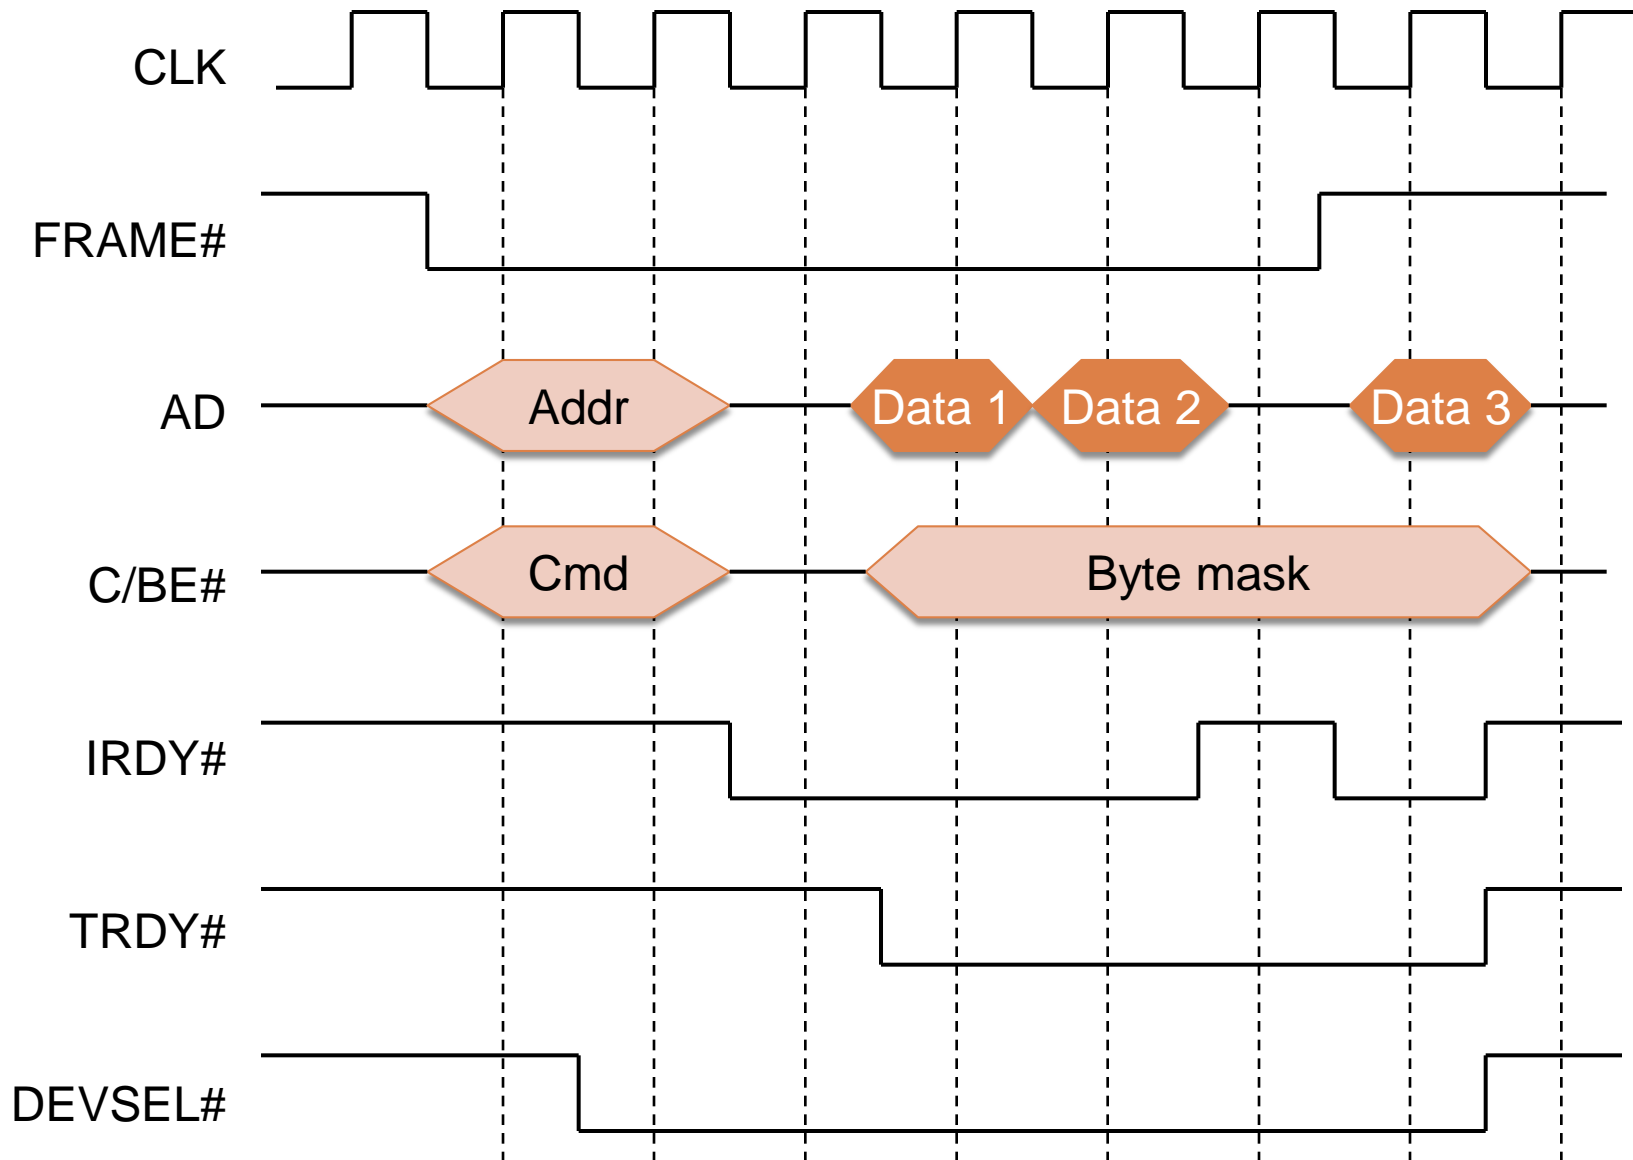 CLK
FRAME#
AD
Addr
Data 1
Data 2
Data 3
C/BE#
Cmd
Byte mask
IRDY#
TRDY#
DEVSEL#